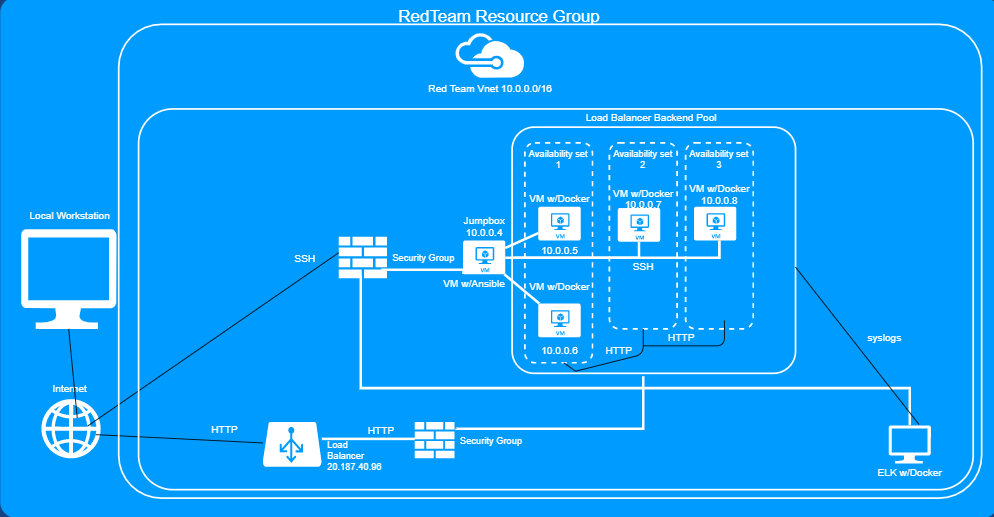 RedTeam Resource Group
Red Team Vnet 10.0.0.0/16
Load Balancer Backend Pool
Availability set
1
Availability set
2
Availability set
3
VM w/Docker
VM
10.0.0.5
VM w/Docker
10.0.0.7
VM
VM w/Docker
10.0.0.8
VM
Local Workstation
Jumpbox
10.0.0.4
VM
VM w/Ansible
SSH
Security Group
SSH
VM w/Docker
VM
10.0.0.6
HTTP
HTTP
syslogs
Internet
HTTP
HTTP
Load
Balancer
20.187.40.96
Security Group
ELK w/Docker